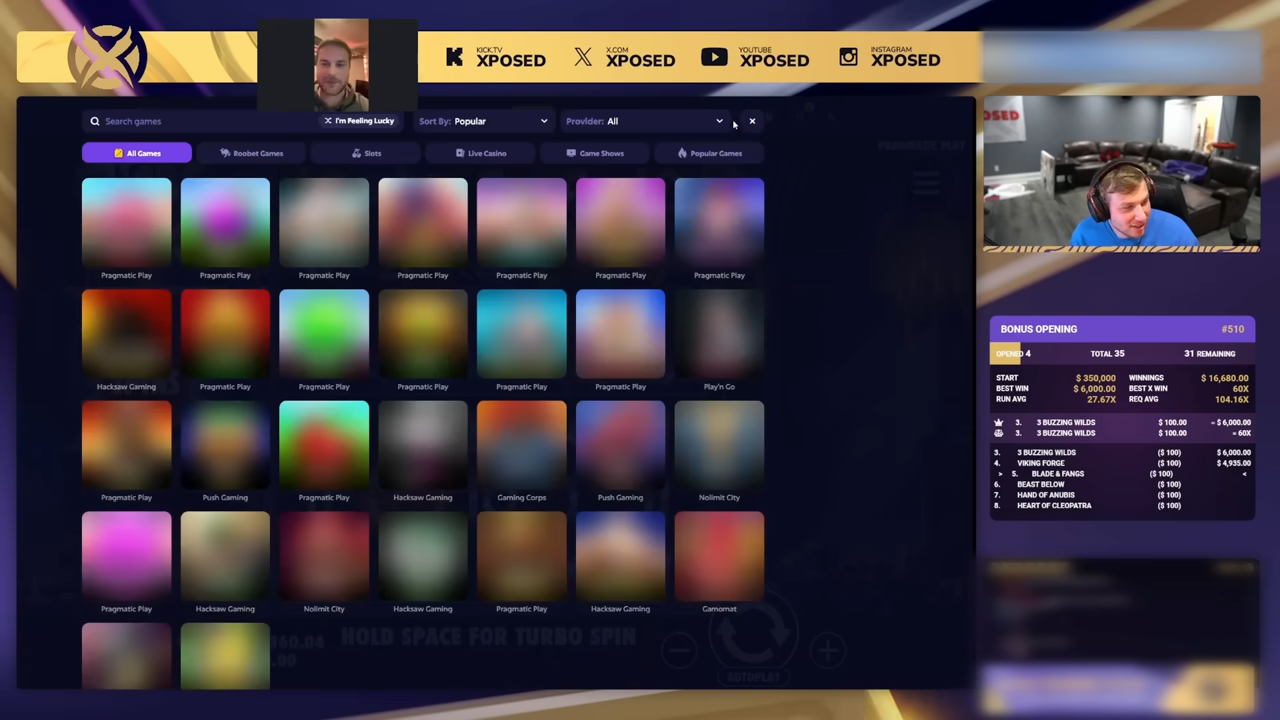 KICK.TV
XPOSED
X.COM
XPOSED
YOUTUBE
XPOSED
INSTAGRAM
XPOSED
Search games
I'm Feeling Lucky
Sort By: Popular
Provider: All
All Games
Roobet Games
Slots
Live Casino
Game Shows
Popular Games
PRAGMATIC PLAY
Pragmatic Play
Pragmatic Play
Pragmatic Play
Pragmatic Play
Pragmatic Play
Pragmatic Play
Pragmatic Play
Hacksaw Gaming
Pragmatic Play
Pragmatic Play
Pragmatic Play
Pragmatic Play
Pragmatic Play
Play'n Go
Pragmatic Play
Push Gaming
Pragmatic Play
Hacksaw Gaming
Gaming Corps
Push Gaming
Nolimit City
Pragmatic Play
Hacksaw Gaming
Nolimit City
Hacksaw Gaming
Pragmatic Play
Hacksaw Gaming
Gamomat
HOLD SPACE FOR TURBO SPIN
AUTOPLAY
OSED
BONUS OPENING #510
OPENED 4 TOTAL 35 31 REMAINING
START $ 350,000 WINNINGS $ 16,680.00
BEST WIN $ 6,000.00 BEST X WIN 60X
RUN AVG 27.67X REQ AVG 104.16X
3. 3 BUZZING WILDS $ 100.00 = $ 6,000.00
3. 3 BUZZING WILDS $ 100.00 = 60X
3. 3 BUZZING WILDS ($ 100) $ 6,000.00
4. VIKING FORGE ($ 100) $ 4,935.00
> 5. BLADE & FANGS ($ 100) <
6. BEAST BELOW ($ 100)
7. HAND OF ANUBIS ($ 100)
8. HEART OF CLEOPATRA ($ 100)